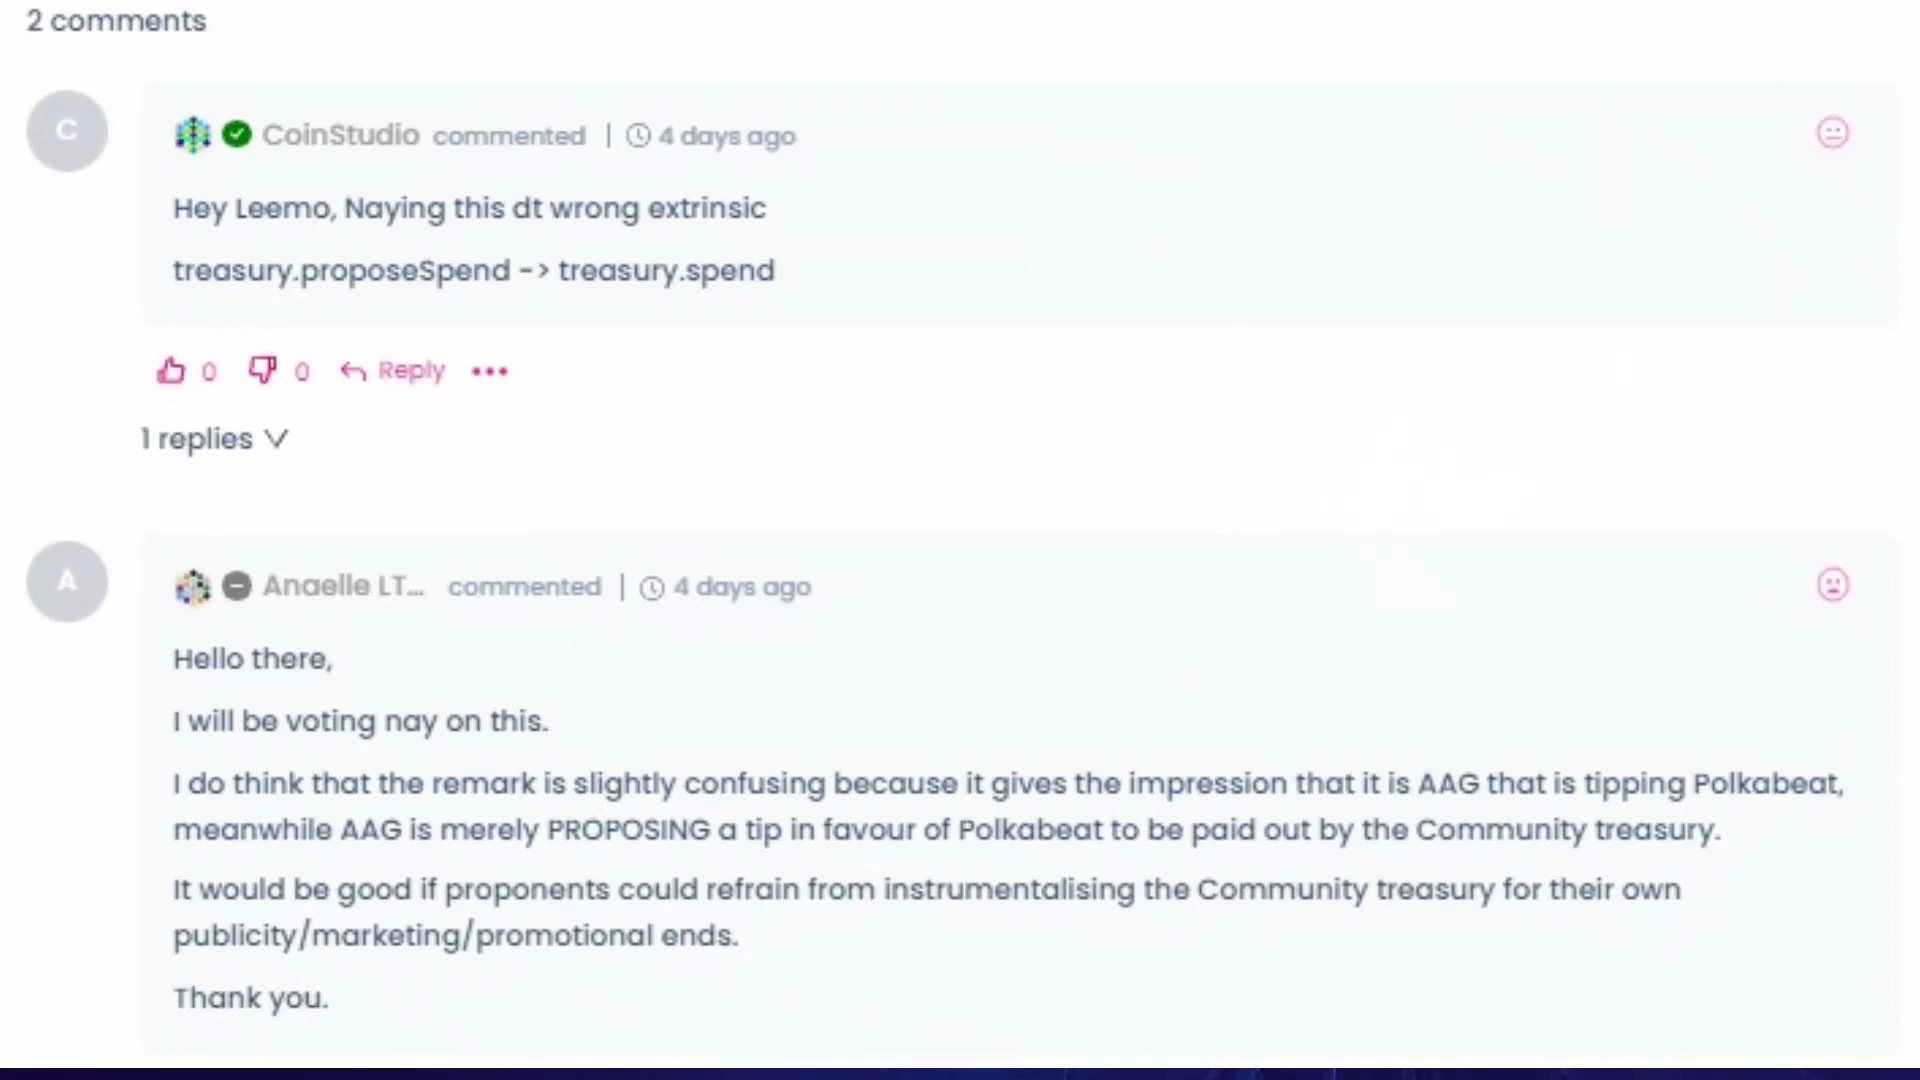 2 comments
C
CoinStudio commented | 4 days ago
Hey Leemo, Naying this dt wrong extrinsic
treasury.proposeSpend -> treasury.spend
0 0 Reply •••
1 replies
A
Anaelle LT... commented | 4 days ago
Hello there,
I will be voting nay on this.
I do think that the remark is slightly confusing because it gives the impression that it is AAG that is tipping Polkabeat,
meanwhile AAG is merely PROPOSING a tip in favour of Polkabeat to be paid out by the Community treasury.
It would be good if proponents could refrain from instrumentalising the Community treasury for their own
publicity/marketing/promotional ends.
Thank you.